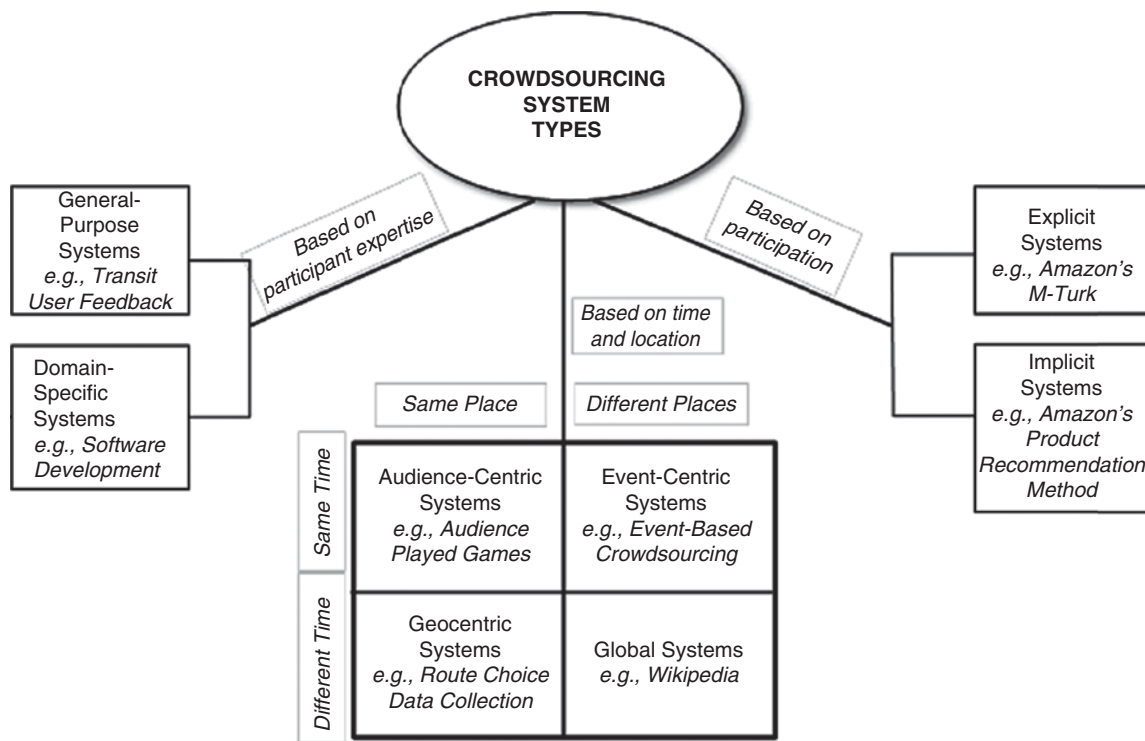 CROWDSOURCING
SYSTEM
TYPES
General-
Purpose
Systems
e.g., Transit
User Feedback
Domain-
Specific
Systems
e.g., Software
Development
Based on
participant expertise
Based on time
and location
Based on
participation
Explicit
Systems
e.g., Amazon's
M-Turk
Implicit
Systems
e.g., Amazon's
Product
Recommendation
Method
Same Place
Different Places
Same Time
Audience-Centric
Systems
e.g., Audience
Played Games
Event-Centric
Systems
e.g., Event-Based
Crowdsourcing
Different Time
Geocentric
Systems
e.g., Route Choice
Data Collection
Global Systems
e.g., Wikipedia